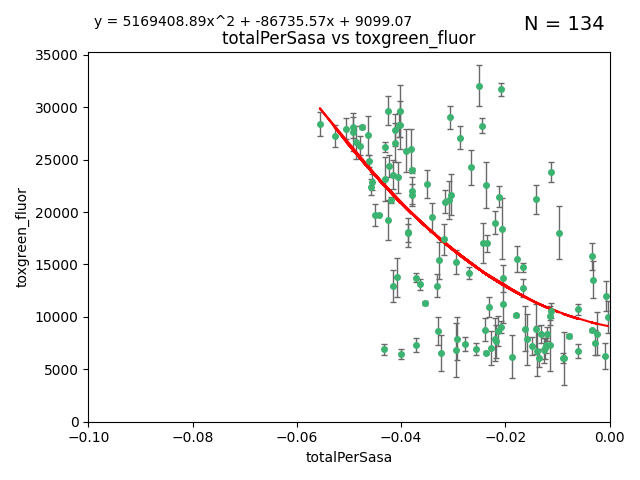 y = 5169408.89x^2 + -86735.57x + 9099.07
N = 134
totalPerSasa vs toxgreen_fluor
35000
30000
25000
20000
15000
10000
5000
0
toxgreen_fluor
−0.10
−0.08
−0.06
−0.04
−0.02
0.00
totalPerSasa